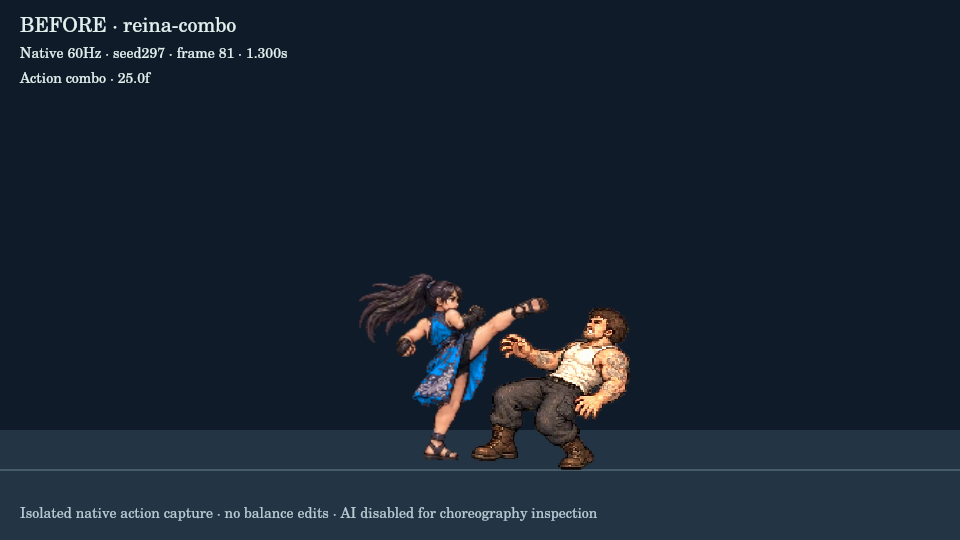 BEFORE · reina-combo
Native 60Hz · seed297 · frame 81 · 1.300s
Action combo · 25.0f
Isolated native action capture · no balance edits · AI disabled for choreography inspection